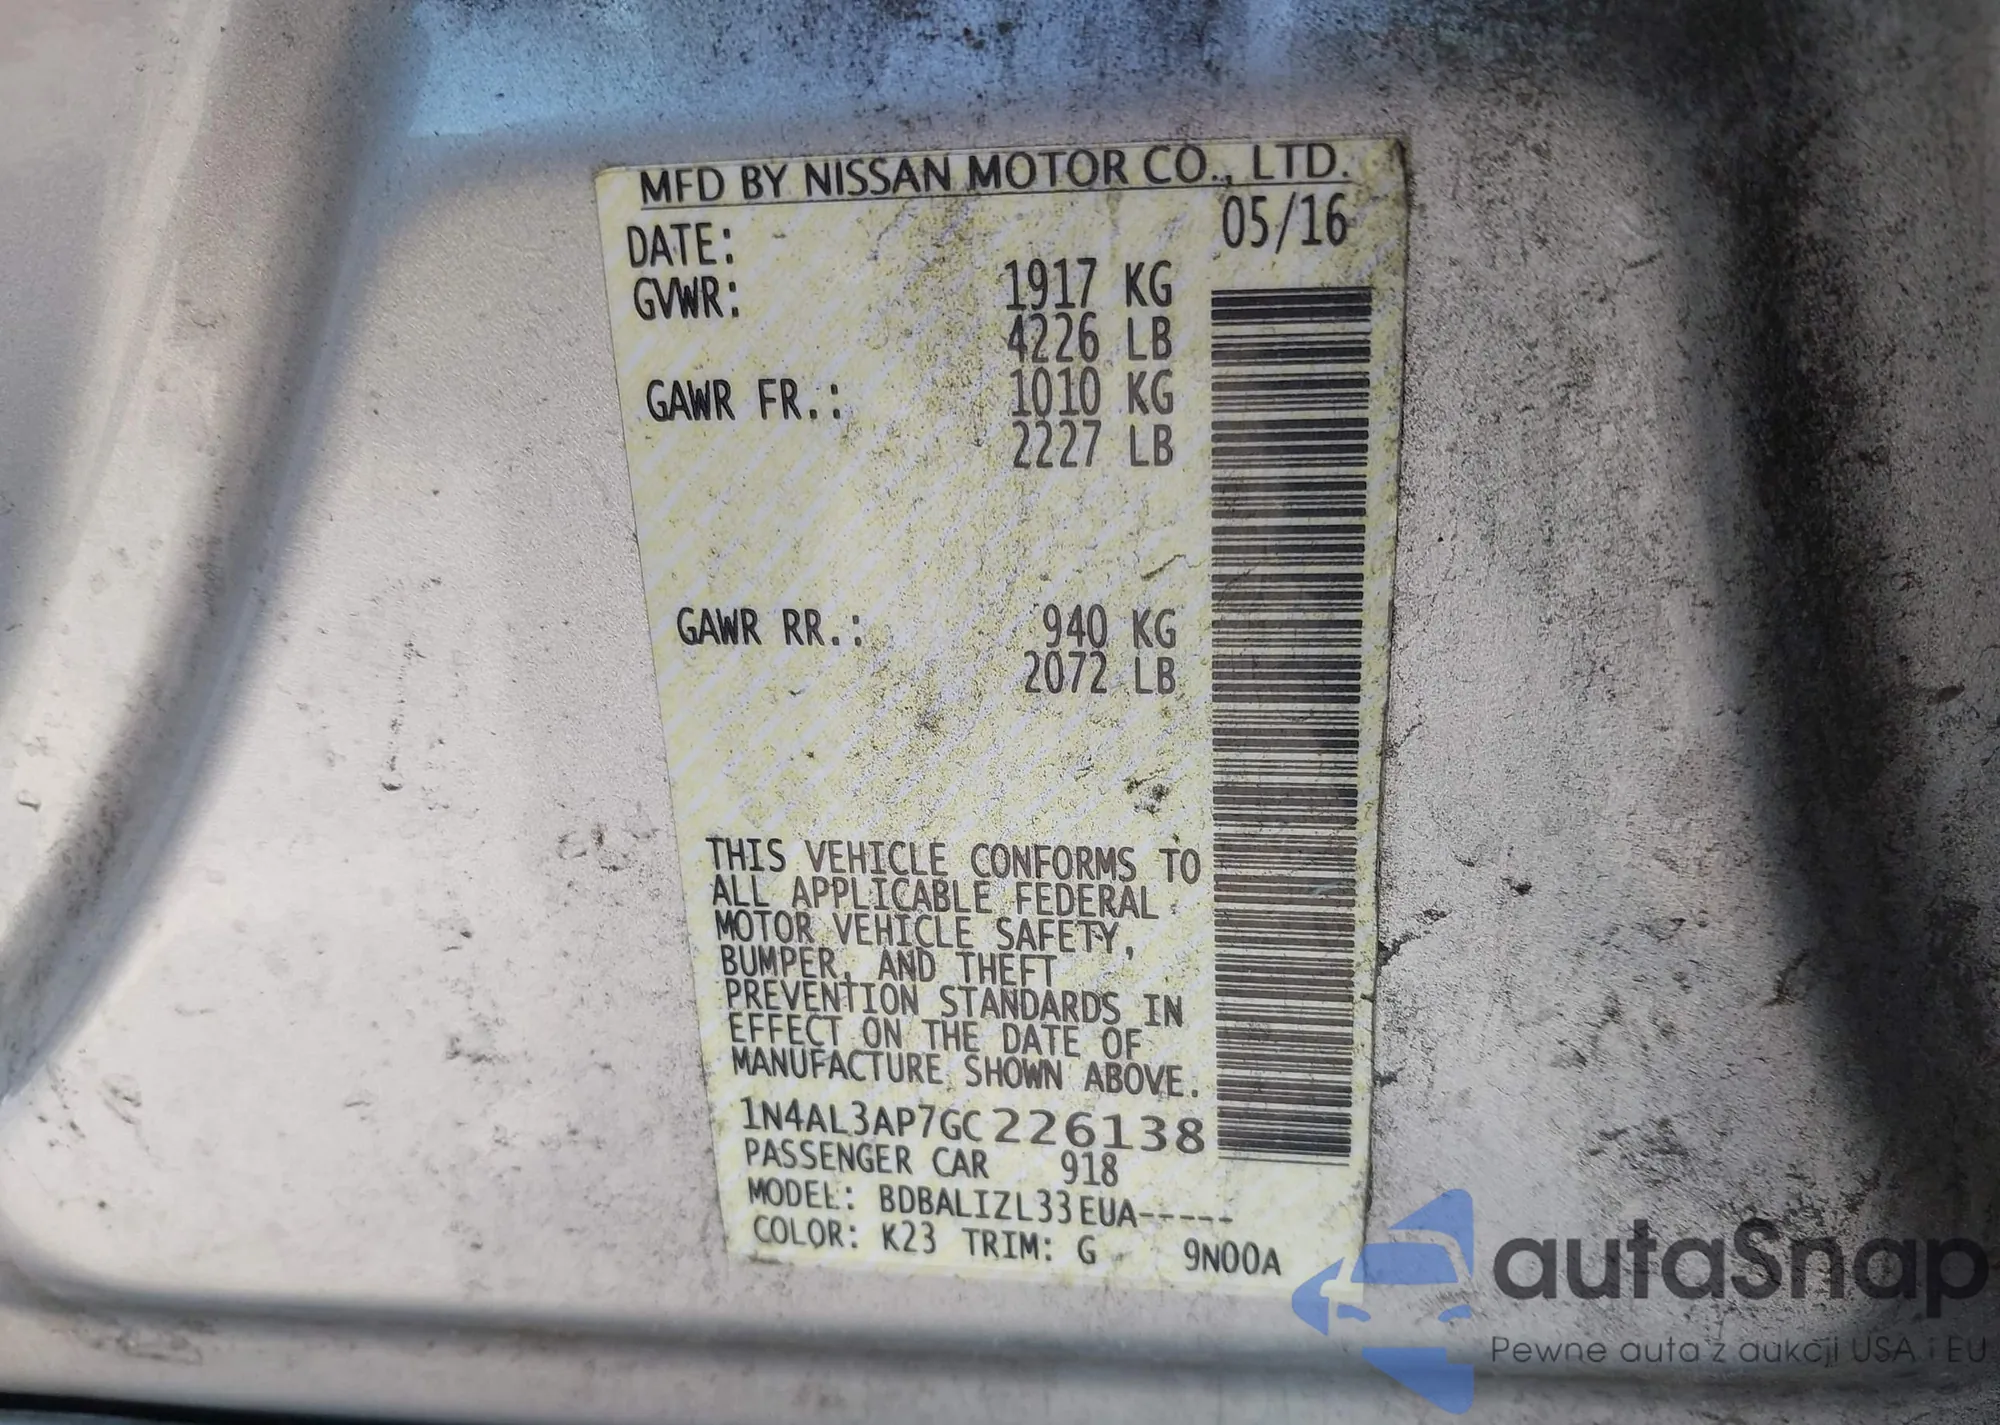 MFD BY NISSAN MOTOR CO., LTD.
DATE: 05/16
GVWR: 1917 KG
4226 LB
GAWR FR.: 1010 KG
2227 LB
GAWR RR.: 940 KG
2072 LB
THIS VEHICLE CONFORMS TO
ALL APPLICABLE FEDERAL
MOTOR VEHICLE SAFETY,
BUMPER, AND THEFT
PREVENTION STANDARDS IN
EFFECT ON THE DATE OF
MANUFACTURE SHOWN ABOVE.
1N4AL3AP7GC226138
PASSENGER CAR 918
MODEL: BDBALIZL33EUA-----
COLOR: K23 TRIM: G 9N00A
autaSnap
Pewne auta z aukcji USA i EU